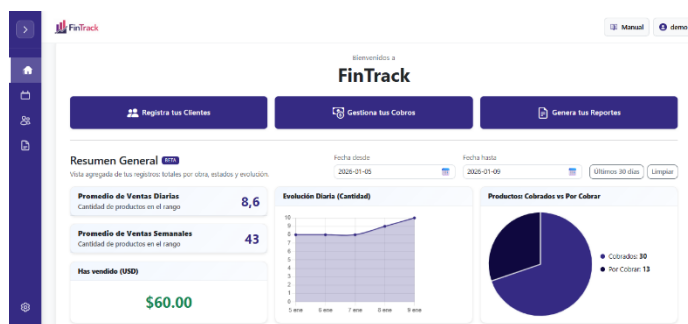 FinTrack
Manual
demo
Bienvenidos a
FinTrack
Registra tus Clientes
Gestiona tus Cobros
Genera tus Reportes
Resumen General BETA
Vista agregada de tus registros: totales por obra, estados y evolución.
Fecha desde
2026-01-05
Fecha hasta
2026-01-09
Últimos 30 días
Limpiar
Promedio de Ventas Diarias
Cantidad de productos en el rango
8,6
Promedio de Ventas Semanales
Cantidad de productos en el rango
43
Has vendido (USD)
$60.00
Evolución Diaria (Cantidad)
10
9
8
7
6
5
4
3
2
1
0
5 ene
6 ene
7 ene
8 ene
9 ene
Productos: Cobrados vs Por Cobrar
Cobrados: 30
Por Cobrar: 13